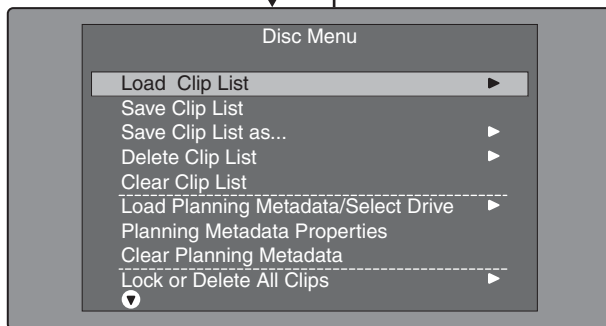 Disc Menu
Load Clip List
Save Clip List
Save Clip List as...
Delete Clip List
Clear Clip List
Load Planning Metadata/Select Drive
Planning Metadata Properties
Clear Planning Metadata
Lock or Delete All Clips